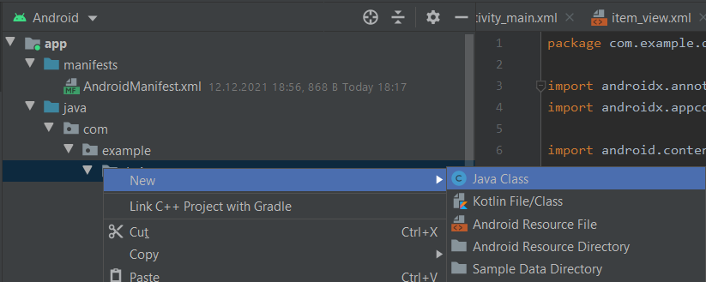 Android
app
manifests
AndroidManifest.xml 12.12.2021 18:56, 868 B Today 18:17
java
com
example
New
Link C++ Project with Gradle
Cut Ctrl+X
Copy
Paste Ctrl+V
Java Class
Kotlin File/Class
Android Resource File
Android Resource Directory
Sample Data Directory
tivity_main.xml item_view.xml
1 package com.example.
2
3 import androidx.annot
4 import androidx.appco
5
6 import android.conten